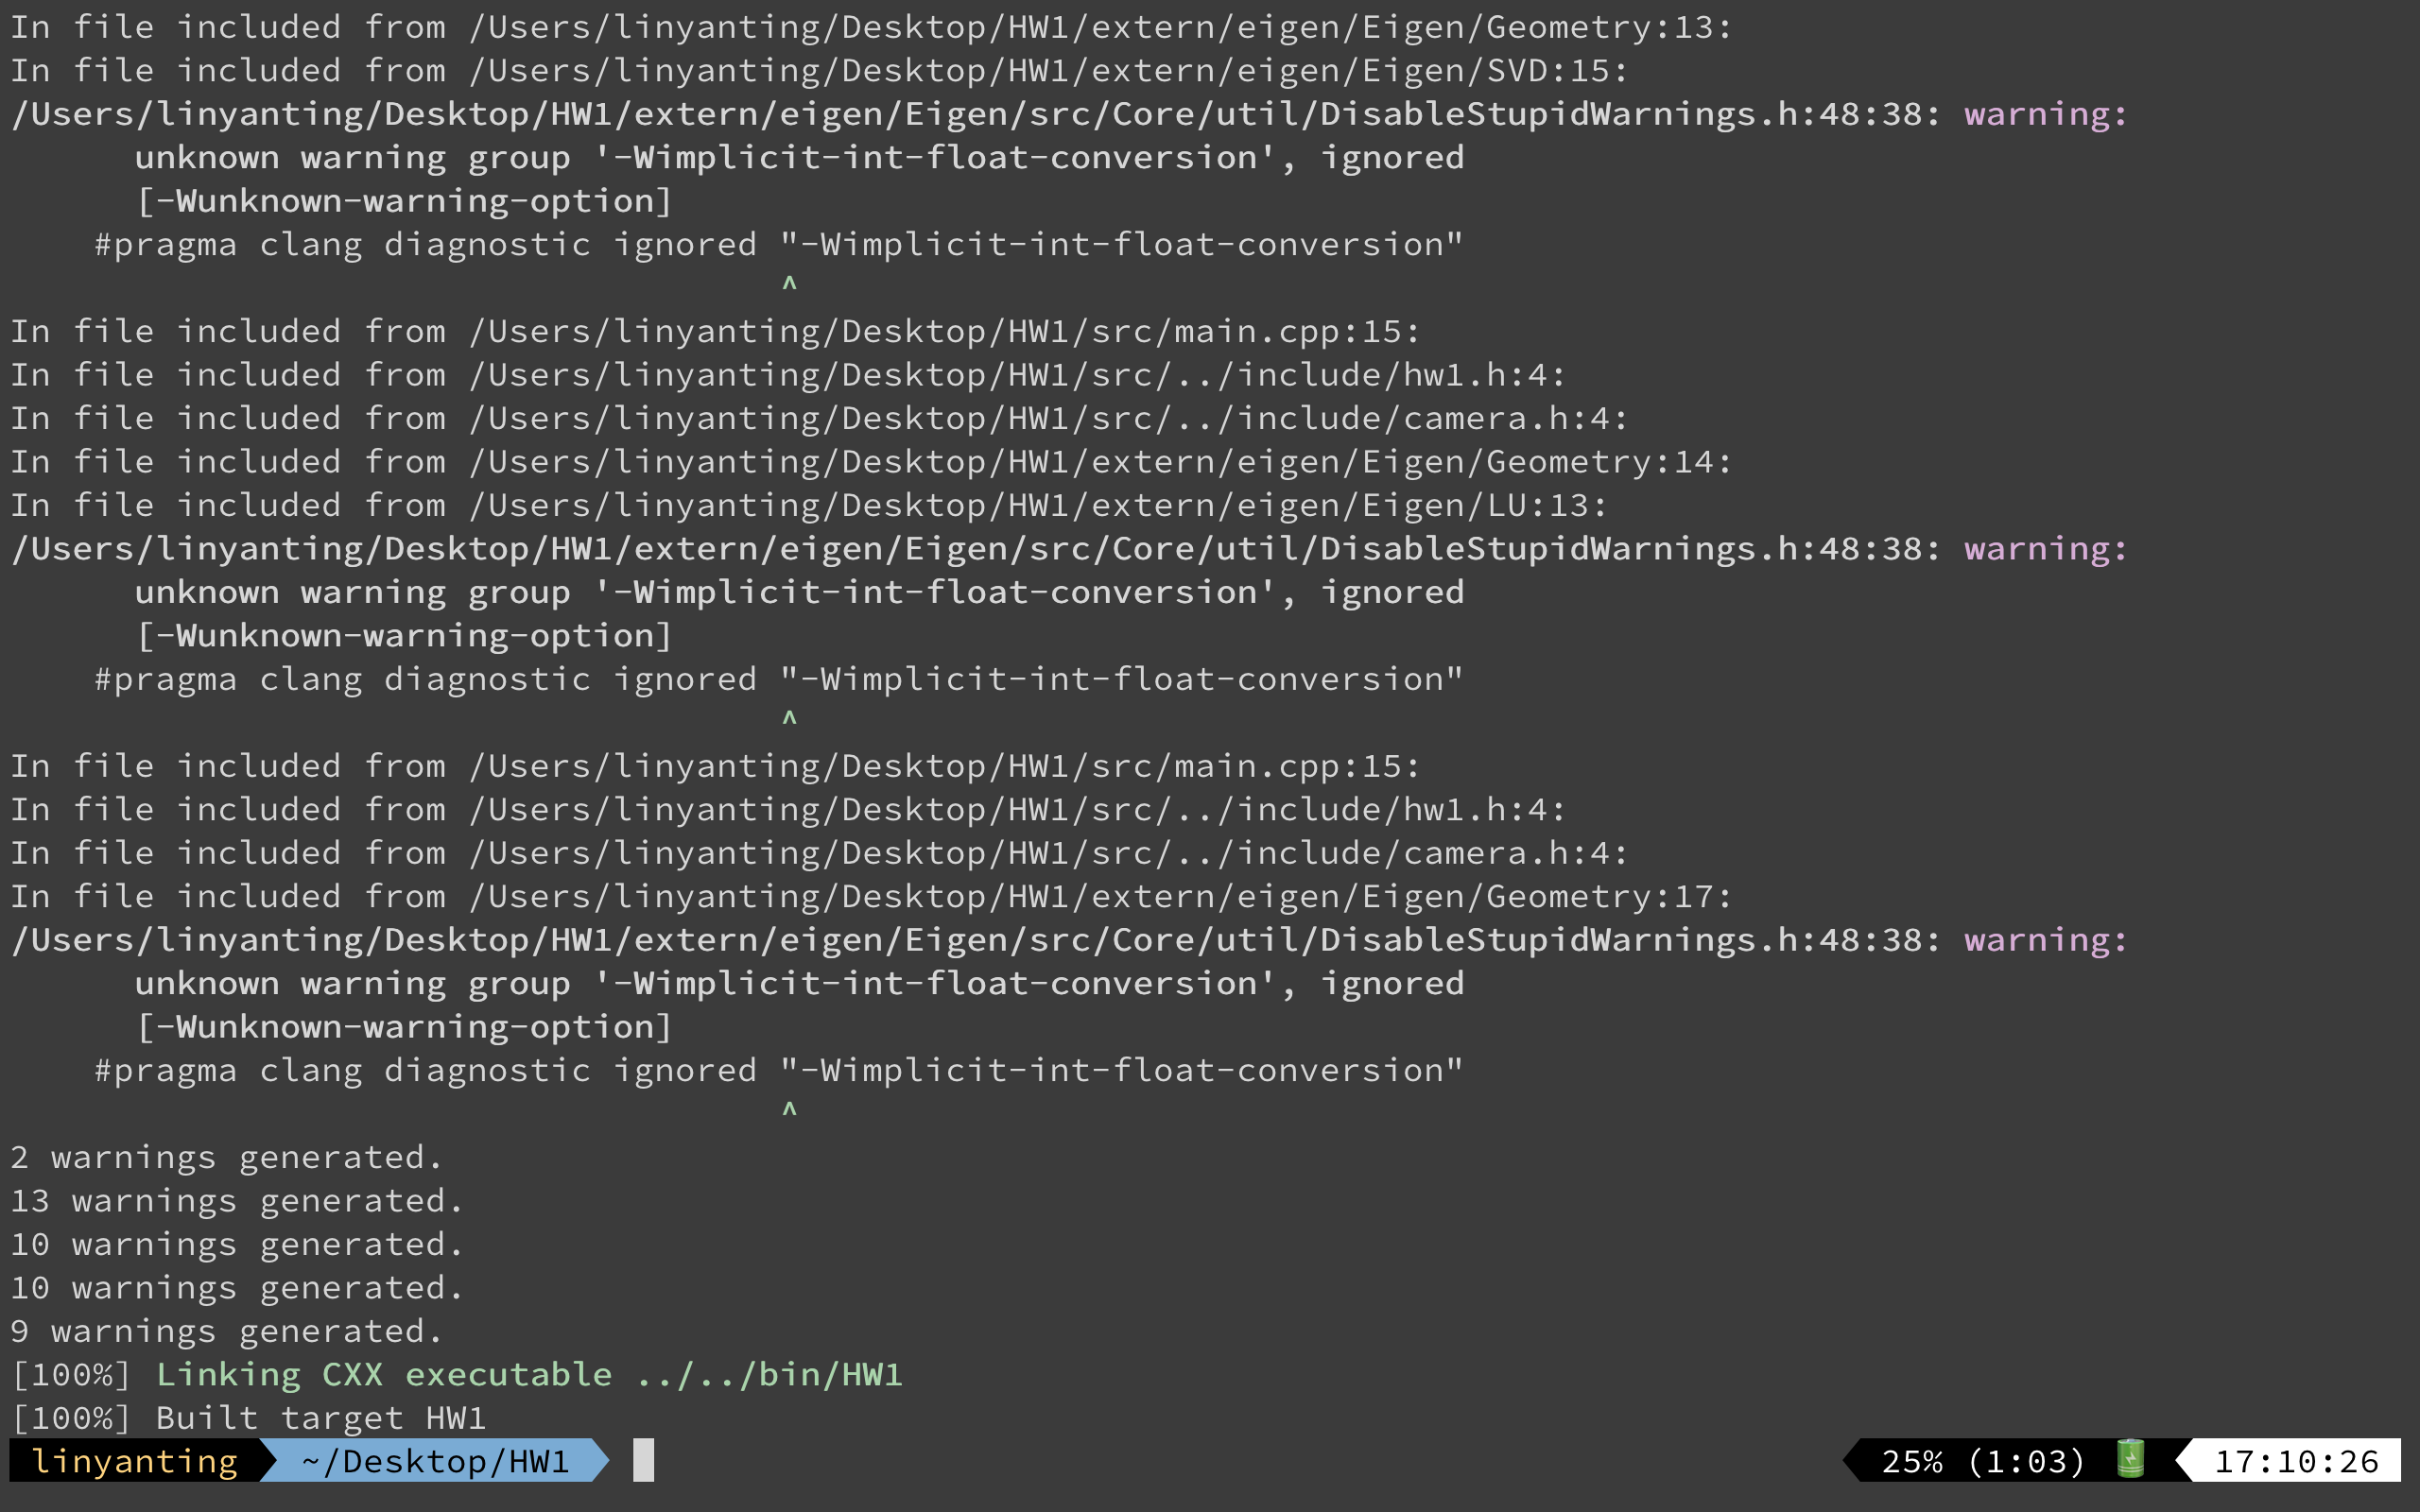 In file included from /Users/linyanting/Desktop/HW1/extern/eigen/Eigen/Geometry:13:
In file included from /Users/linyanting/Desktop/HW1/extern/eigen/Eigen/SVD:15:
/Users/linyanting/Desktop/HW1/extern/eigen/Eigen/src/Core/util/DisableStupidWarnings.h:48:38: warning:
      unknown warning group '-Wimplicit-int-float-conversion', ignored
      [-Wunknown-warning-option]
    #pragma clang diagnostic ignored "-Wimplicit-int-float-conversion"
                                     ^
In file included from /Users/linyanting/Desktop/HW1/src/main.cpp:15:
In file included from /Users/linyanting/Desktop/HW1/src/../include/hw1.h:4:
In file included from /Users/linyanting/Desktop/HW1/src/../include/camera.h:4:
In file included from /Users/linyanting/Desktop/HW1/extern/eigen/Eigen/Geometry:14:
In file included from /Users/linyanting/Desktop/HW1/extern/eigen/Eigen/LU:13:
/Users/linyanting/Desktop/HW1/extern/eigen/Eigen/src/Core/util/DisableStupidWarnings.h:48:38: warning:
      unknown warning group '-Wimplicit-int-float-conversion', ignored
      [-Wunknown-warning-option]
    #pragma clang diagnostic ignored "-Wimplicit-int-float-conversion"
                                     ^
In file included from /Users/linyanting/Desktop/HW1/src/main.cpp:15:
In file included from /Users/linyanting/Desktop/HW1/src/../include/hw1.h:4:
In file included from /Users/linyanting/Desktop/HW1/src/../include/camera.h:4:
In file included from /Users/linyanting/Desktop/HW1/extern/eigen/Eigen/Geometry:17:
/Users/linyanting/Desktop/HW1/extern/eigen/Eigen/src/Core/util/DisableStupidWarnings.h:48:38: warning:
      unknown warning group '-Wimplicit-int-float-conversion', ignored
      [-Wunknown-warning-option]
    #pragma clang diagnostic ignored "-Wimplicit-int-float-conversion"
                                     ^
2 warnings generated.
13 warnings generated.
10 warnings generated.
10 warnings generated.
9 warnings generated.
[100%] Linking CXX executable ../../bin/HW1
[100%] Built target HW1
linyanting ~/Desktop/HW1 25% (1:03) 17:10:26